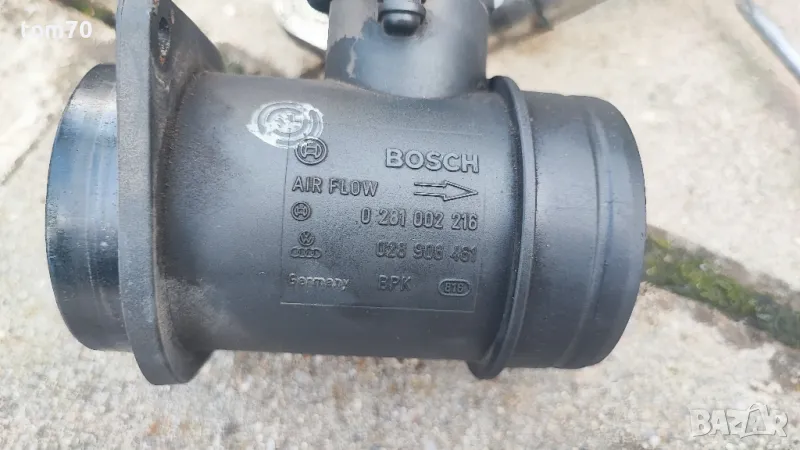 tom70
BOSCH
AIR FLOW
0 281 002 216
028 906 461
Germany BPK
BAZAR